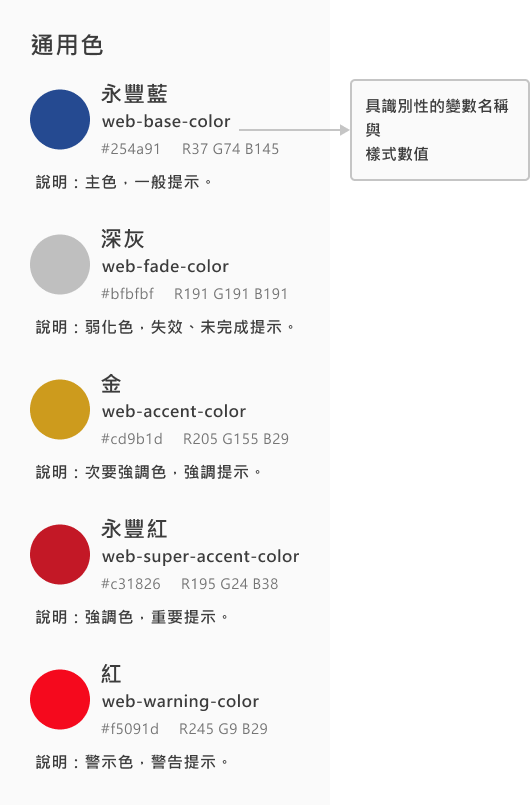 通用色
永豐藍
web-base-color
#254a91 R37 G74 B145
說明：主色，一般提示。
具識別性的變數名稱
與
樣式數值
深灰
web-fade-color
#bfbfbf R191 G191 B191
說明：弱化色，失效、未完成提示。
金
web-accent-color
#cd9b1d R205 G155 B29
說明：次要強調色，強調提示。
永豐紅
web-super-accent-color
#c31826 R195 G24 B38
說明：強調色，重要提示。
紅
web-warning-color
#f5091d R245 G9 B29
說明：警示色，警告提示。